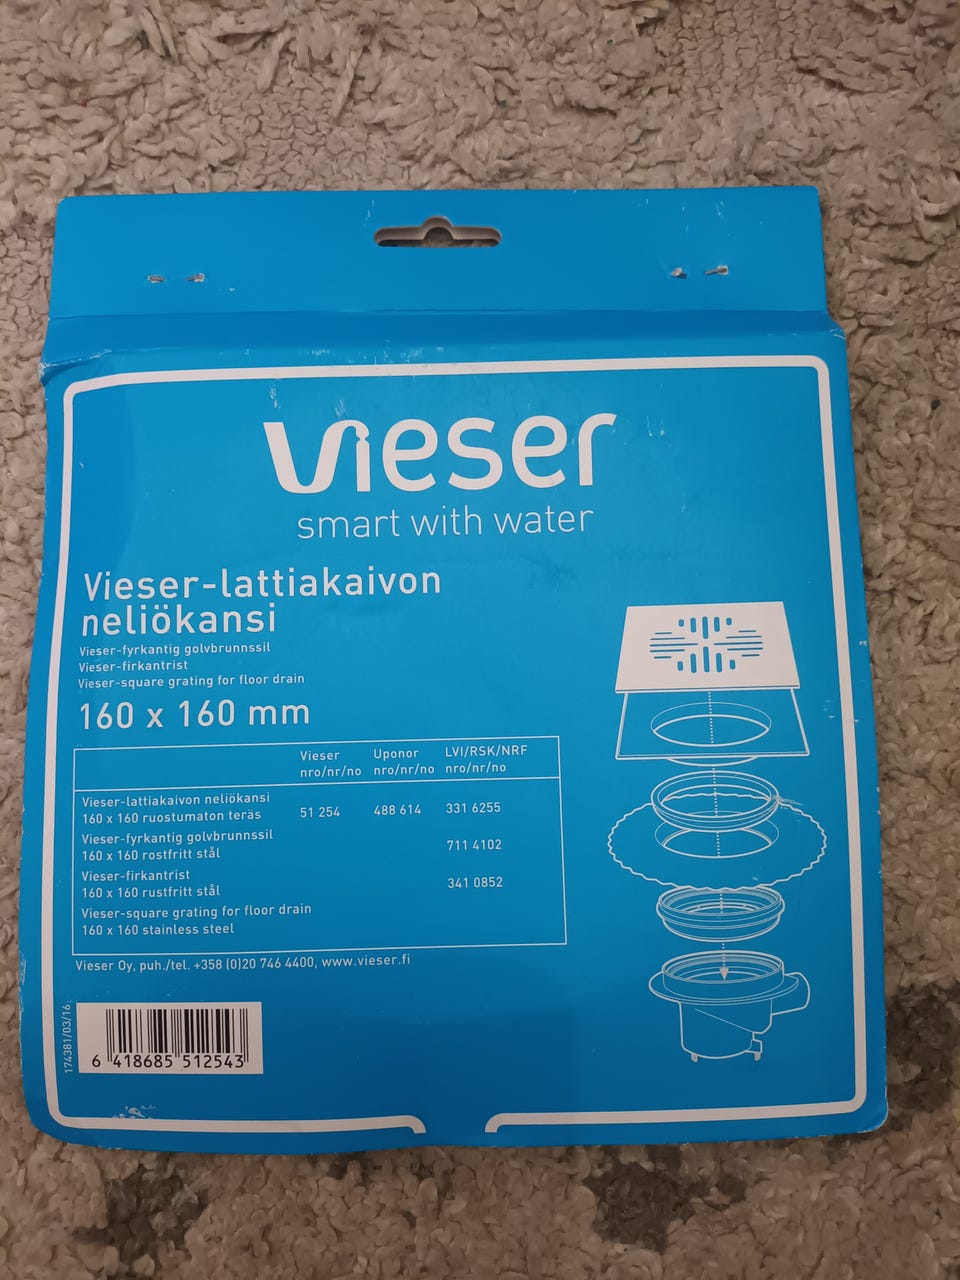 vieser
smart with water
Vieser-lattiakaivon
neliökansi
Vieser-fyrkantig golvbrunnssil
Vieser-firkantrist
Vieser-square grating for floor drain
160 x 160 mm
Vieser Uponor LVI/RSK/NRF
nro/nr/no nro/nr/no nro/nr/no
Vieser-lattiakaivon neliökansi
160 x 160 ruostumaton teräs 51 254 488 614 331 6255
Vieser-fyrkantig golvbrunnssil
160 x 160 rostfritt stål 711 4102
Vieser-firkantrist
160 x 160 rustfritt stål 341 0852
Vieser-square grating for floor drain
160 x 160 stainless steel
Vieser Oy, puh./tel. +358 (0)20 746 4400, www.vieser.fi
174381/03/16
6 418685 512543